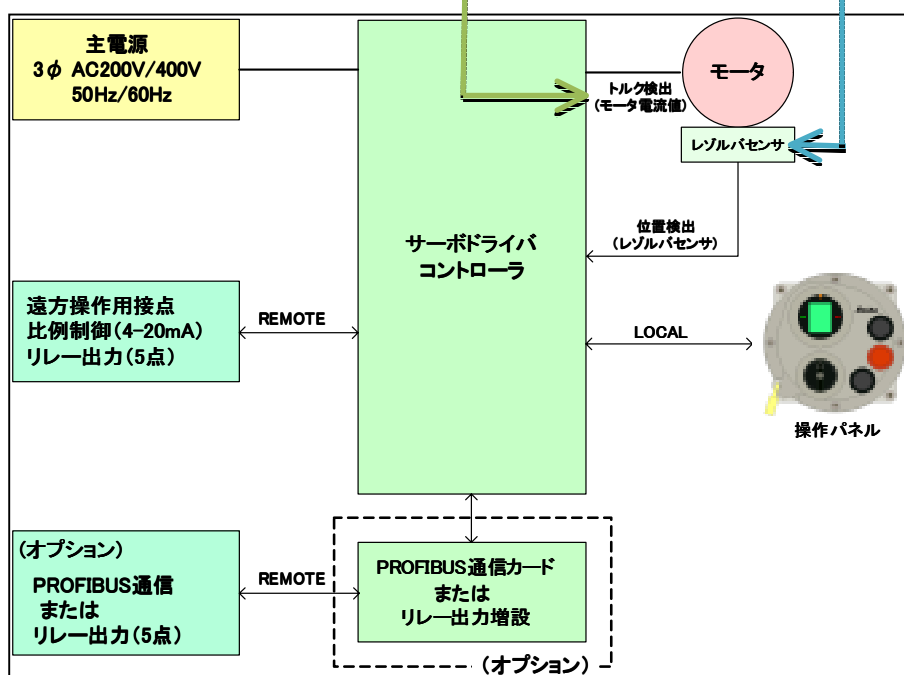 主電源
3φ AC200V/400V
50Hz/60Hz
モータ
トルク検出
(モータ電流値)
レゾルバセンサ
位置検出
(レゾルバセンサ)
サーボドライバ
コントローラ
遠方操作用接点
比例制御(4-20mA)
リレー出力(5点)
REMOTE
LOCAL
操作パネル
(オプション)
PROFIBUS通信
または
リレー出力(5点)
REMOTE
PROFIBUS通信カード
または
リレー出力増設
(オプション)